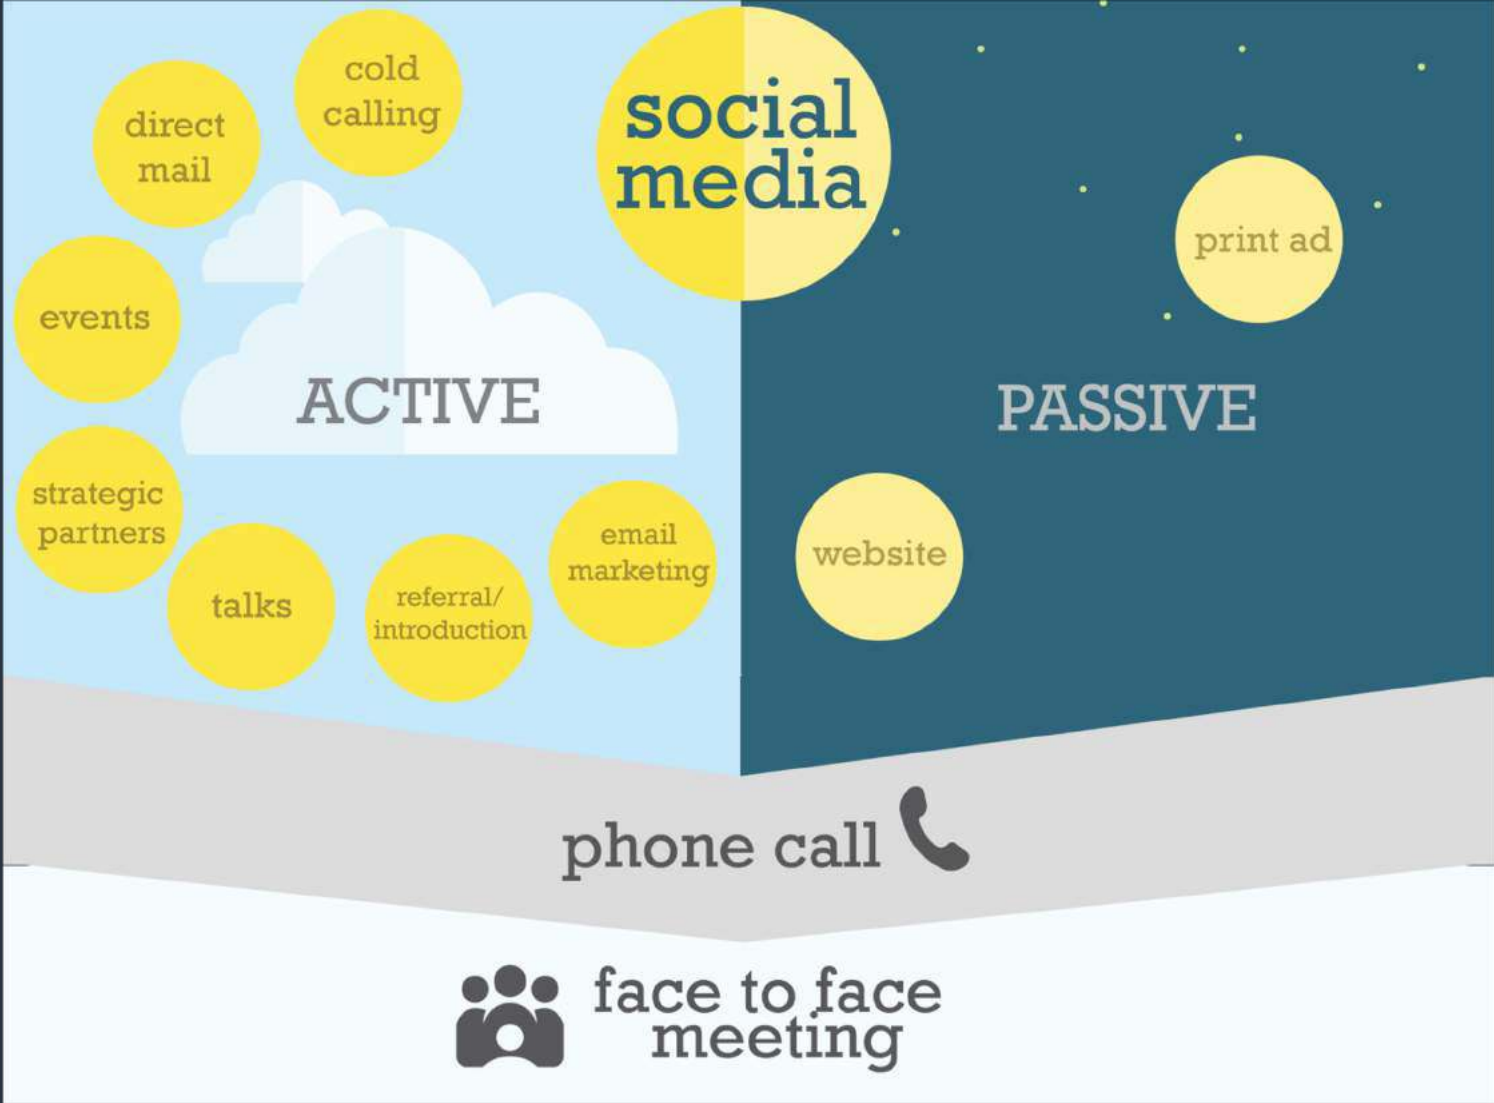 cold
calling
direct
mail
social
media
print ad
events
ACTIVE
PASSIVE
strategic
partners
email
marketing
website
talks
referral/
introduction
phone call
face to face
meeting